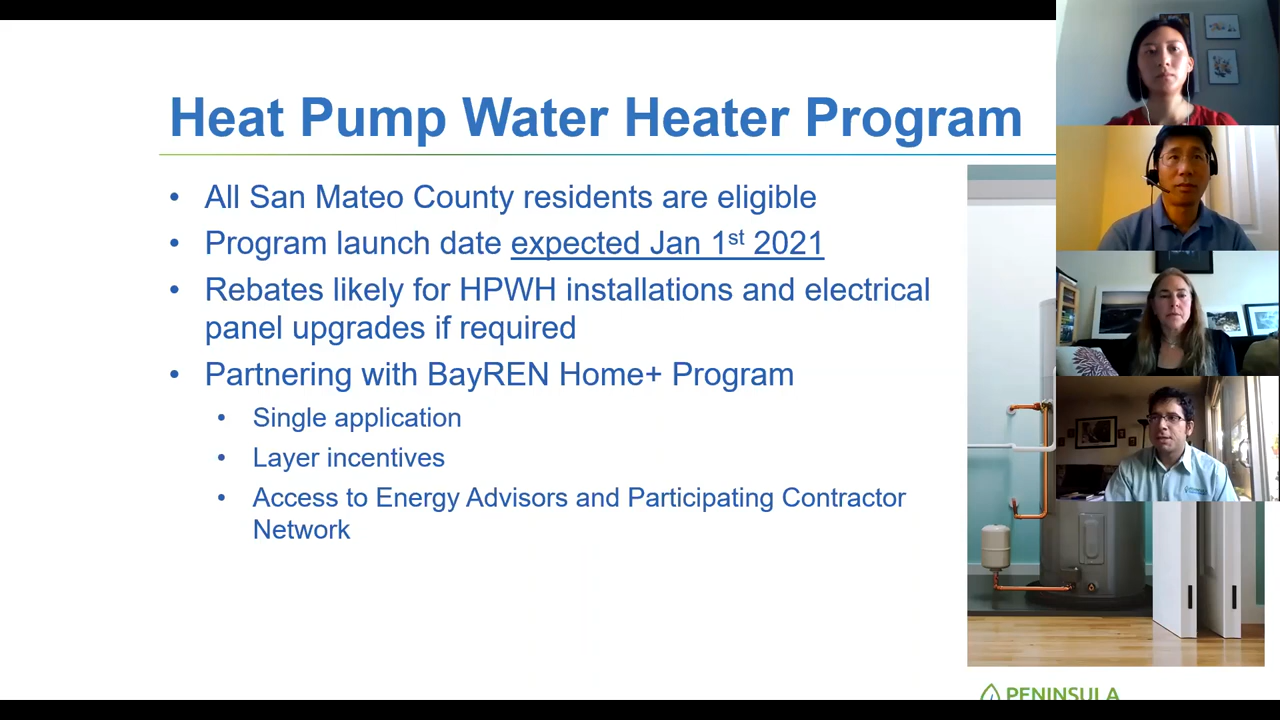 Heat Pump Water Heater Program
• All San Mateo County residents are eligible
• Program launch date expected Jan 1st 2021
• Rebates likely for HPWH installations and electrical
panel upgrades if required
• Partnering with BayREN Home+ Program
• Single application
• Layer incentives
• Access to Energy Advisors and Participating Contractor
Network
PENINSULA